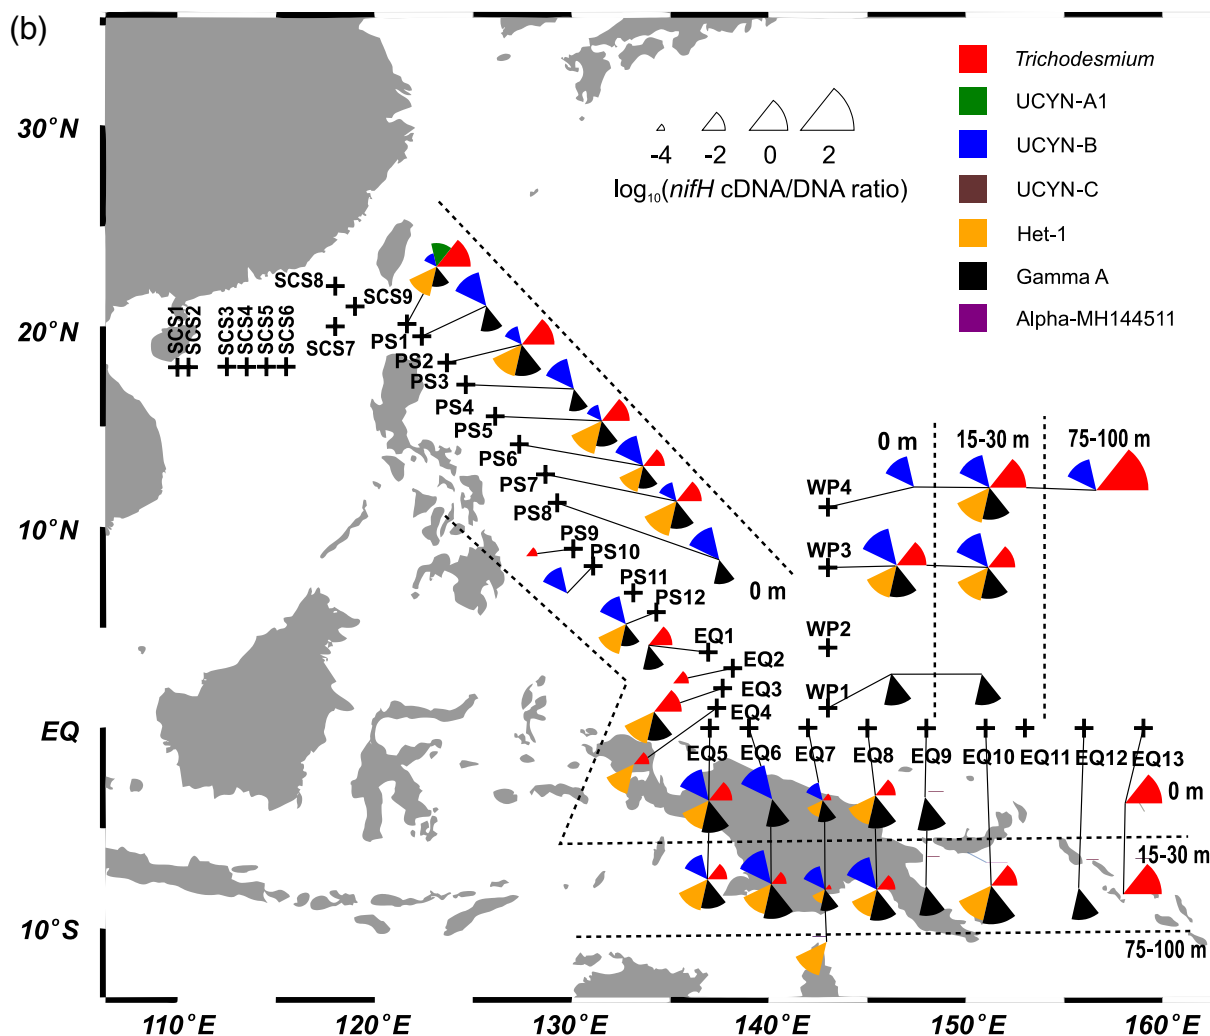 (b)
Trichodesmium
UCYN-A1
UCYN-B
UCYN-C
Het-1
Gamma A
Alpha-MH144511
-4 -2 0 2
log₁₀(nifH cDNA/DNA ratio)
30°N
20°N
10°N
EQ
10°S
110°E 120°E 130°E 140°E 150°E 160°E
SCS1
SCS2
SCS3
SCS4
SCS5
SCS6
SCS7
SCS8
SCS9
PS1
PS2
PS3
PS4
PS5
PS6
PS7
PS8
PS9
PS10
PS11
PS12
0 m
0 m
15-30 m
75-100 m
WP4
WP3
WP2
WP1
EQ1
EQ2
EQ3
EQ4
EQ5
EQ6
EQ7
EQ8
EQ9
EQ10
EQ11
EQ12
EQ13
0 m
15-30 m
75-100 m